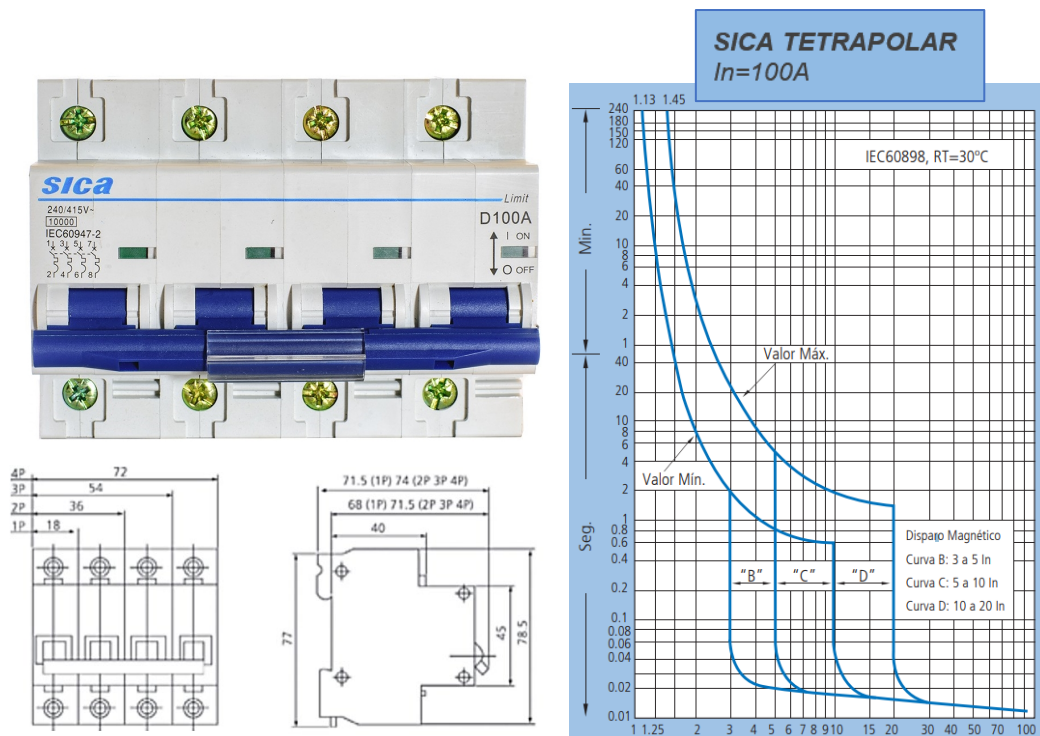 SICA TETRAPOLAR
In=100A
sica
Limit
240/415V~
10000
IEC60947-2
1 3 5 7
2 4 6 8
D100A
I ON
O OFF
4P 72
3P 54
2P 36
1P 18
71.5 (1P) 74 (2P 3P 4P)
68 (1P) 71.5 (2P 3P 4P)
40
77
45
78.5
1.13 1.45
IEC60898, RT=30ºC
Min.
240
180
150
120
60
40
20
10
8
6
4
2
1
Seg.
40
20
10
8
6
4
2
1
0.8
0.6
0.4
0.2
0.1
0.08
0.06
0.04
0.02
0.01
Valor Máx.
Valor Mín.
“B” “C” “D”
Disparo Magnético
Curva B: 3 a 5 In
Curva C: 5 a 10 In
Curva D: 10 a 20 In
1 1.25 2 3 4 5 6 7 8 9 10 15 20 30 50 70 100